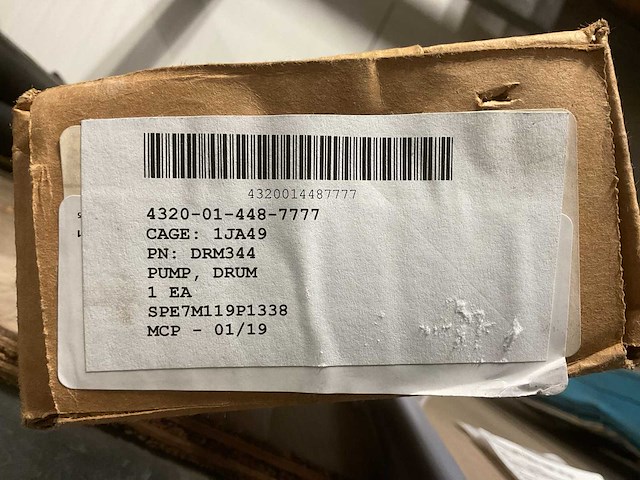 4320014487777
4320-01-448-7777
CAGE: 1JA49
PN: DRM344
PUMP, DRUM
1 EA
SPE7M119P1338
MCP - 01/19